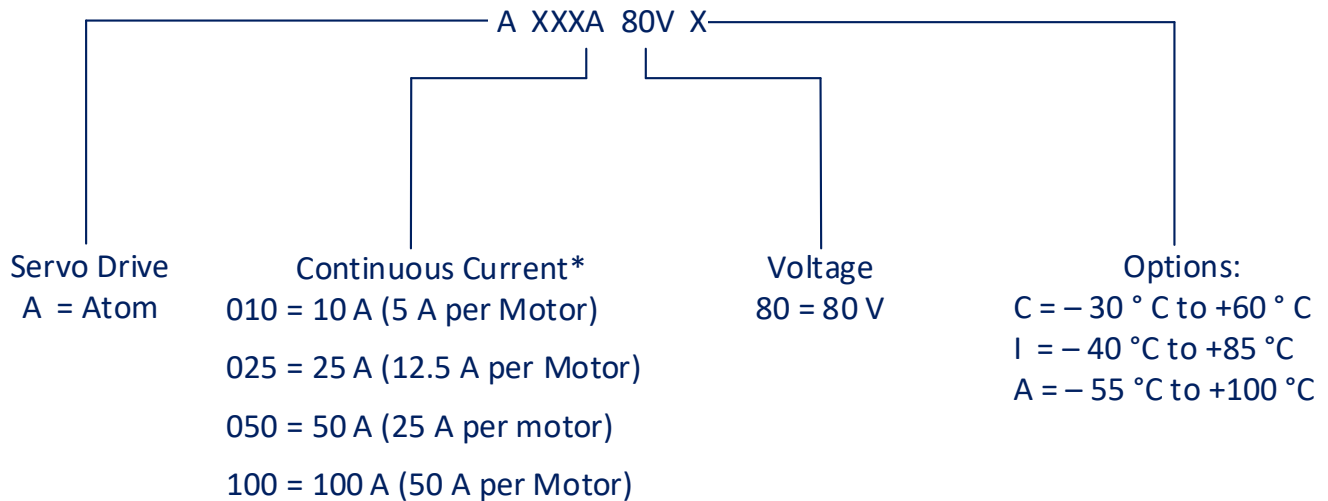 A XXXA 80V X
Servo Drive
A = Atom
Continuous Current*
010 = 10 A (5 A per Motor)
025 = 25 A (12.5 A per Motor)
050 = 50 A (25 A per motor)
100 = 100 A (50 A per Motor)
Voltage
80 = 80 V
Options:
C = – 30 ° C to +60 ° C
I = – 40 °C to +85 °C
A = – 55 °C to +100 °C